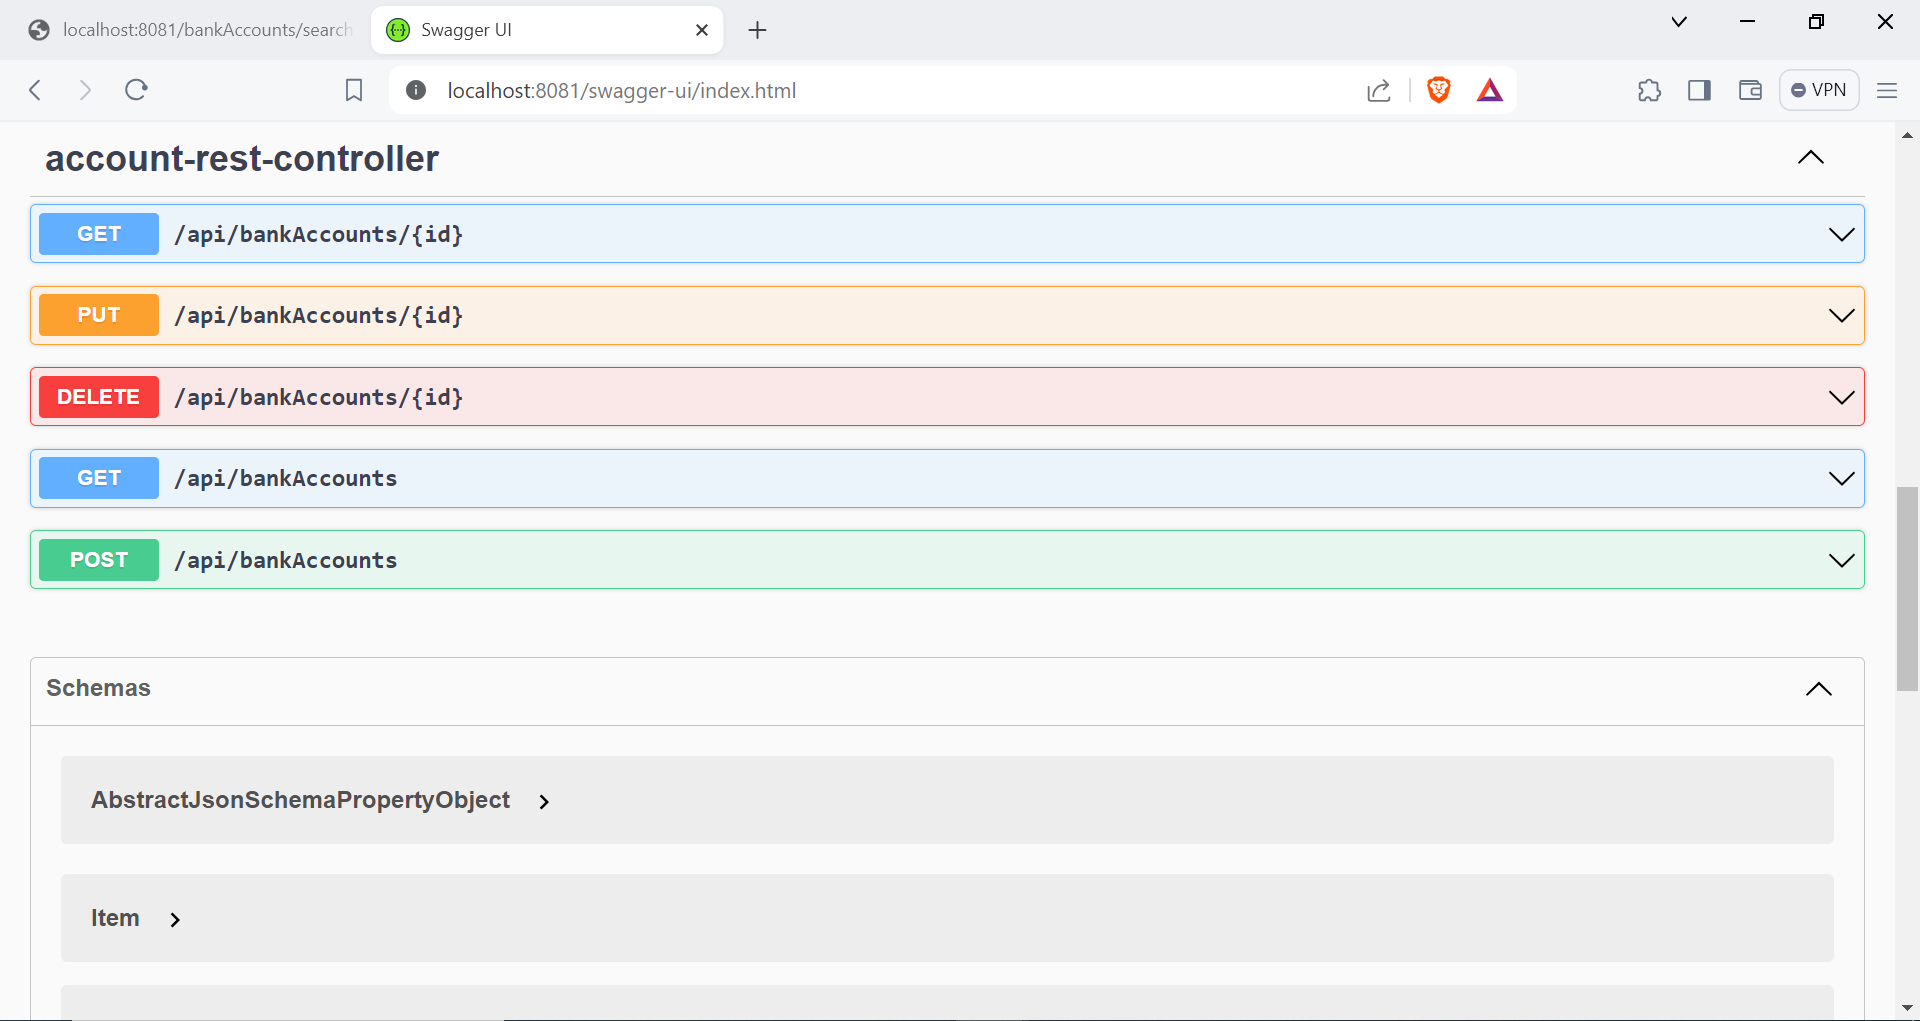 localhost:8081/bankAccounts/search
Swagger UI
localhost:8081/swagger-ui/index.html
VPN
account-rest-controller
GET /api/bankAccounts/{id}
PUT /api/bankAccounts/{id}
DELETE /api/bankAccounts/{id}
GET /api/bankAccounts
POST /api/bankAccounts
Schemas
AbstractJsonSchemaPropertyObject
Item